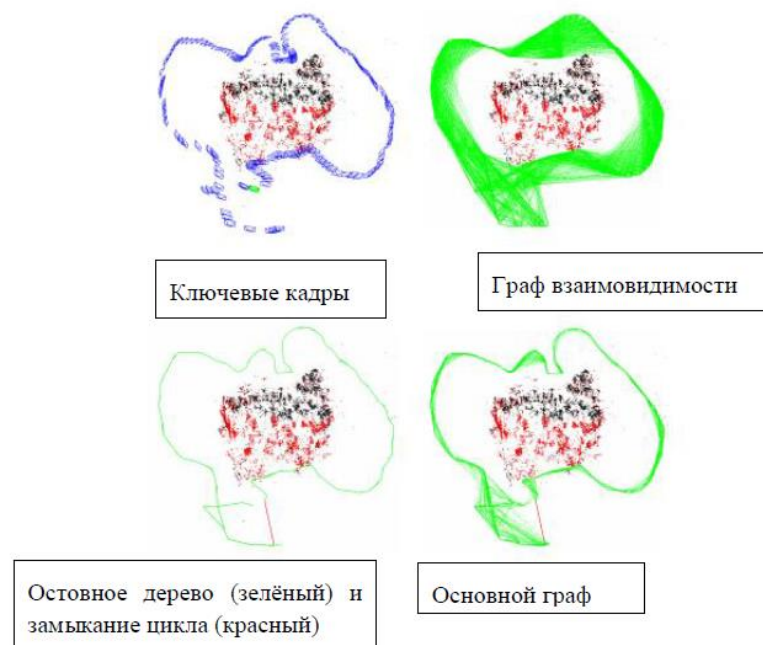 Ключевые кадры
Граф взаимовидимости
Остовное дерево (зелёный) и
замыкание цикла (красный)
Основной граф